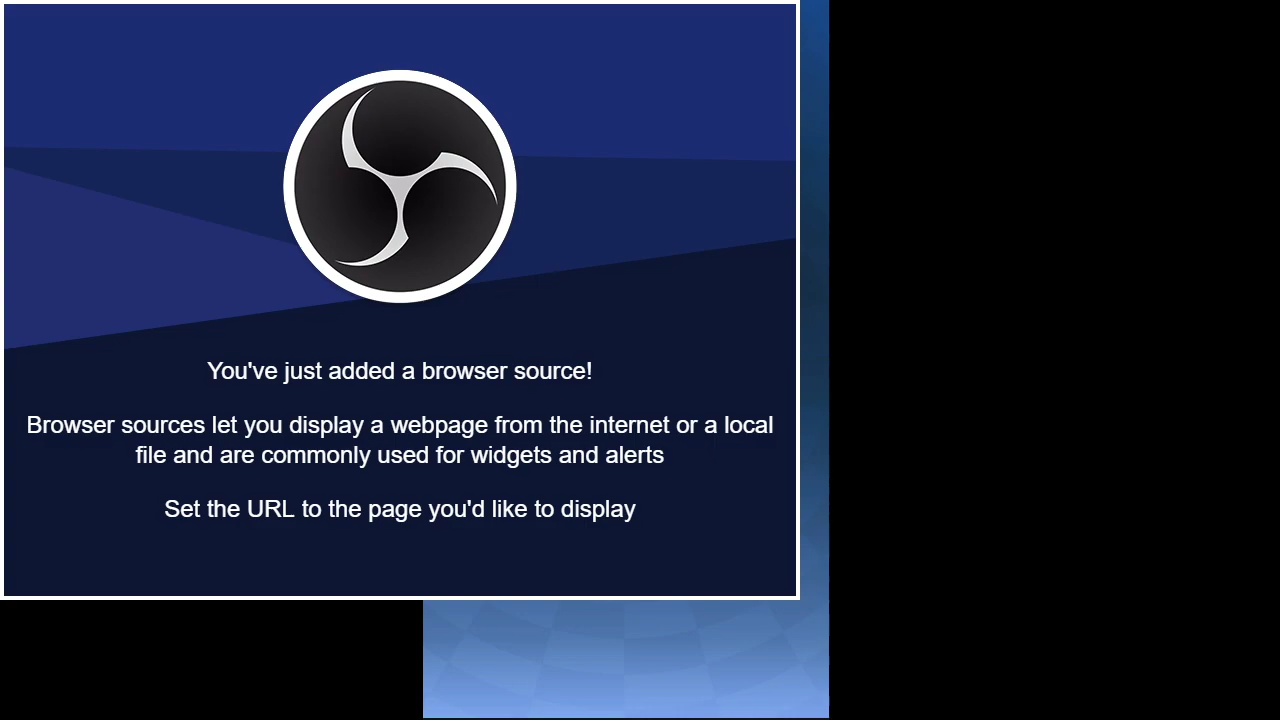 You've just added a browser source!
Browser sources let you display a webpage from the internet or a local
file and are commonly used for widgets and alerts
Set the URL to the page you'd like to display